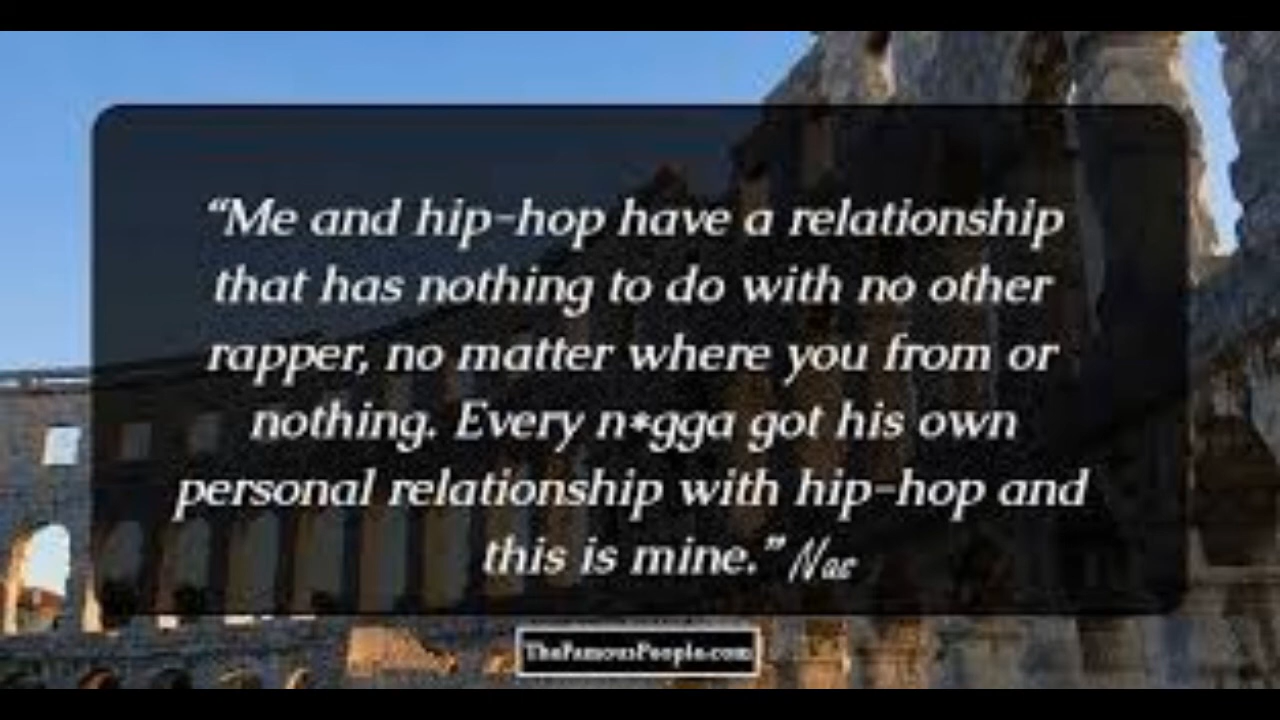 “Me and hip-hop have a relationship
that has nothing to do with no other
rapper, no matter where you from or
nothing. Every n*gga got his own
personal relationship with hip-hop and
this is mine.” Nas
TheFamousPeople.com